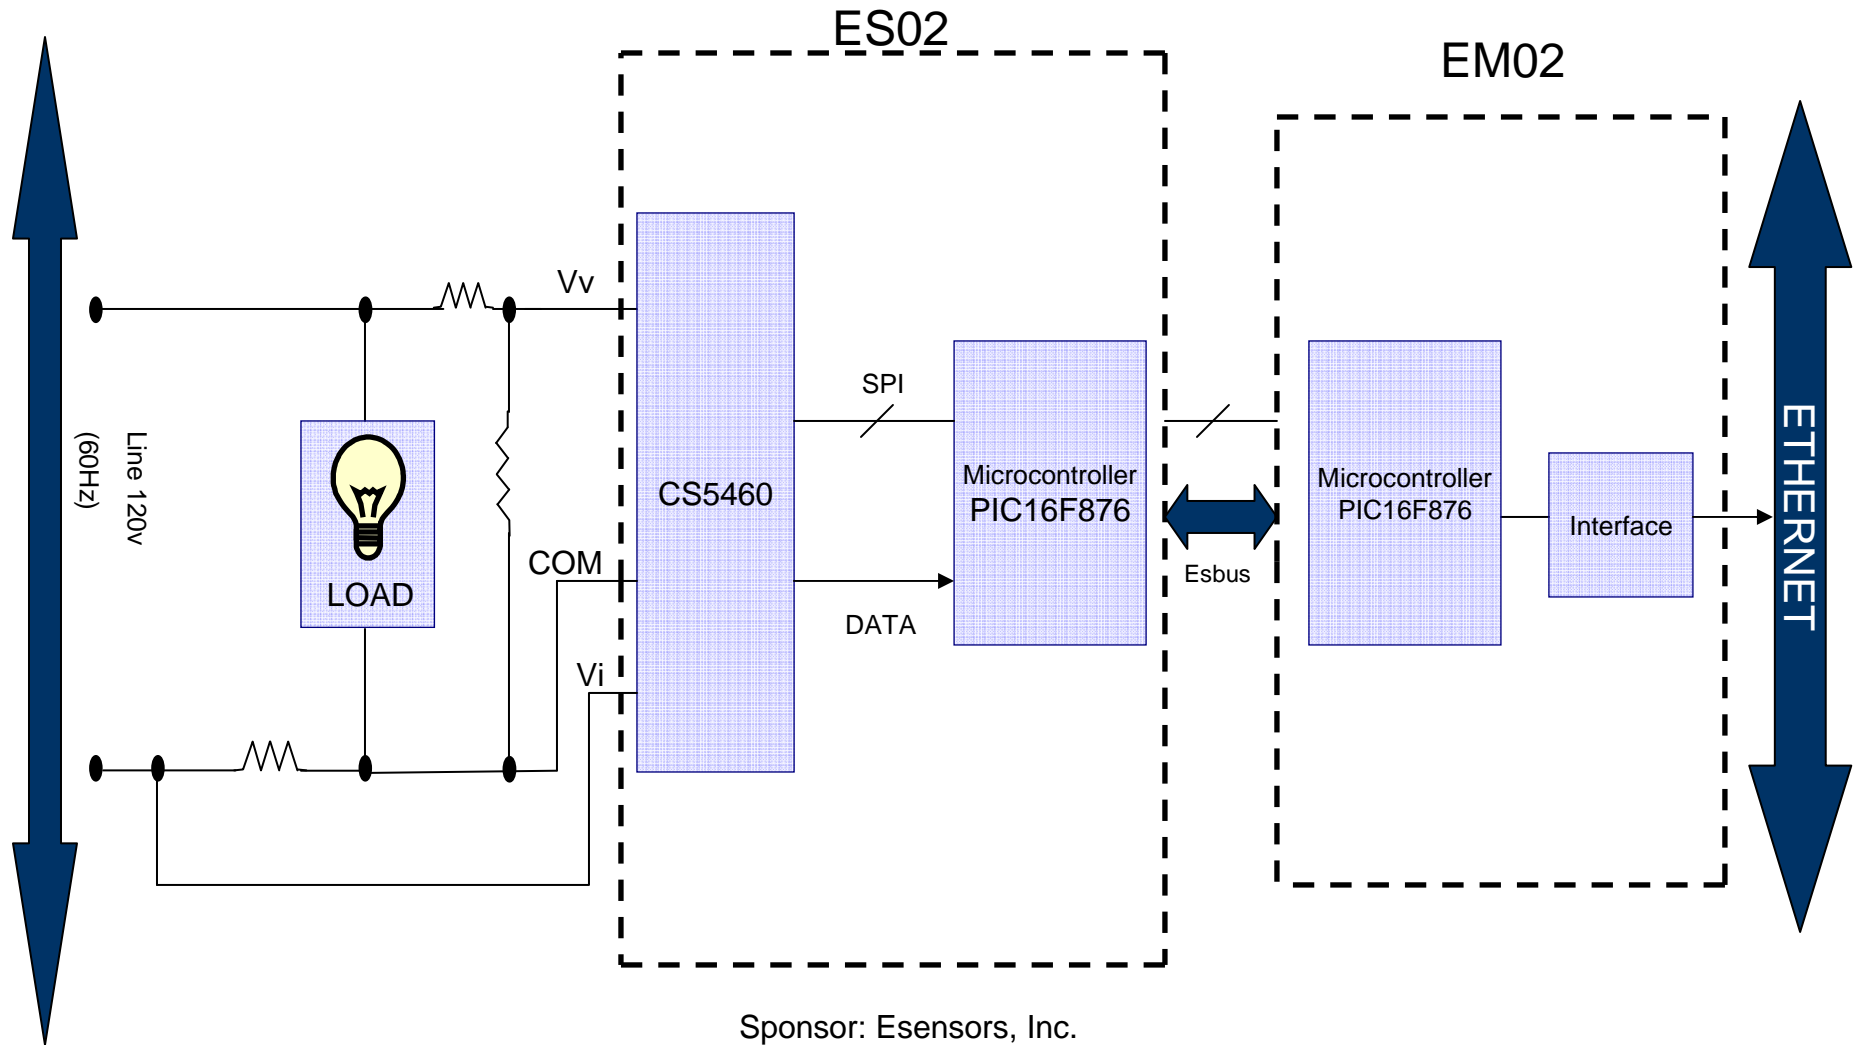 ES02
EM02
Line 120v
(60Hz)
Vv
COM
Vi
LOAD
CS5460
SPI
DATA
Microcontroller
PIC16F876
Esbus
Microcontroller
PIC16F876
Interface
ETHERNET
Sponsor: Esensors, Inc.